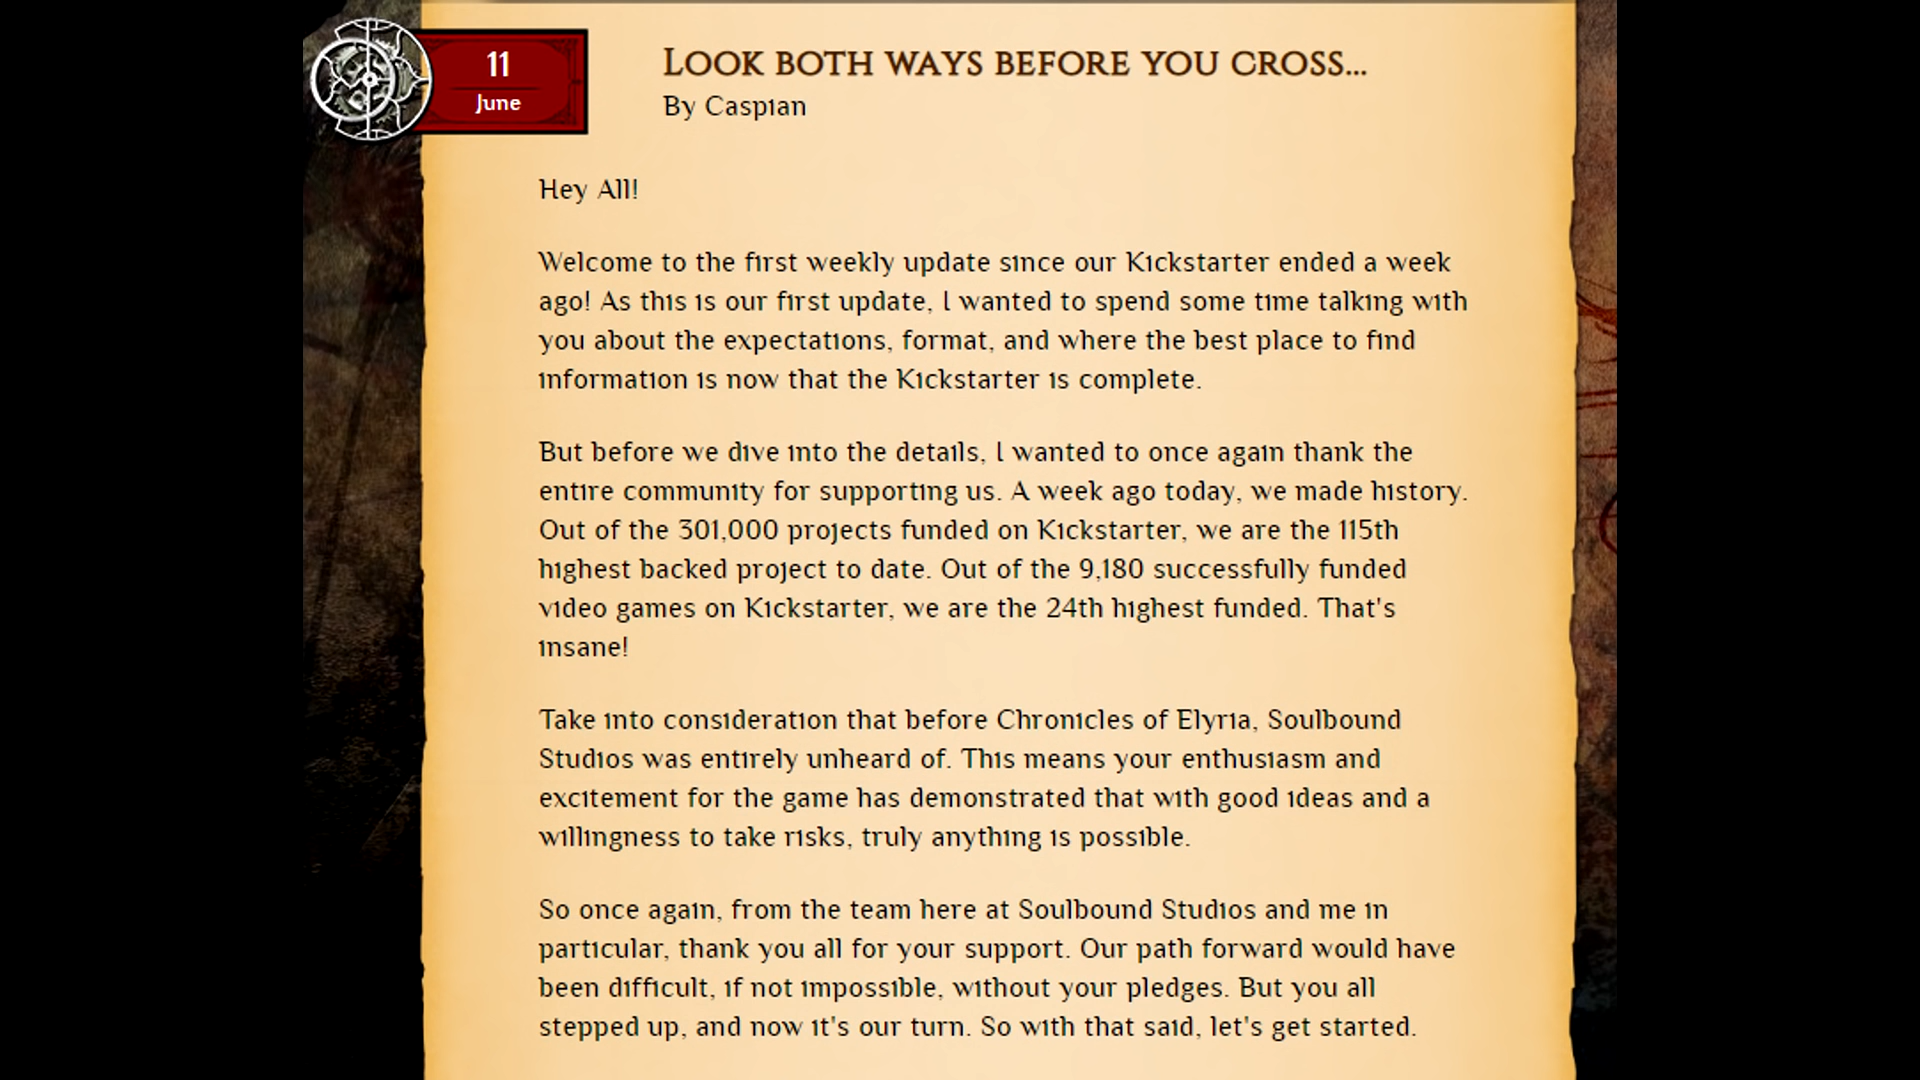 11
June
Look both ways before you cross...
By Caspian
Hey All!
Welcome to the first weekly update since our Kickstarter ended a week
ago! As this is our first update, I wanted to spend some time talking with
you about the expectations, format, and where the best place to find
information is now that the Kickstarter is complete.
But before we dive into the details, I wanted to once again thank the
entire community for supporting us. A week ago today, we made history.
Out of the 301,000 projects funded on Kickstarter, we are the 115th
highest backed project to date. Out of the 9,180 successfully funded
video games on Kickstarter, we are the 24th highest funded. That's
insane!
Take into consideration that before Chronicles of Elyria, Soulbound
Studios was entirely unheard of. This means your enthusiasm and
excitement for the game has demonstrated that with good ideas and a
willingness to take risks, truly anything is possible.
So once again, from the team here at Soulbound Studios and me in
particular, thank you all for your support. Our path forward would have
been difficult, if not impossible, without your pledges. But you all
stepped up, and now it's our turn. So with that said, let's get started.